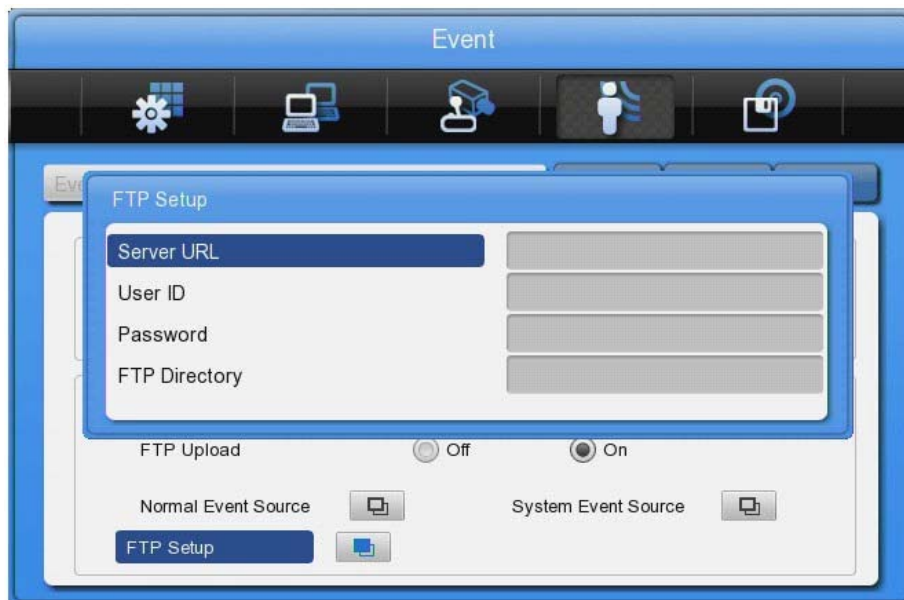 Event
FTP Setup
Server URL
User ID
Password
FTP Directory
FTP Upload Off On
Normal Event Source System Event Source
FTP Setup